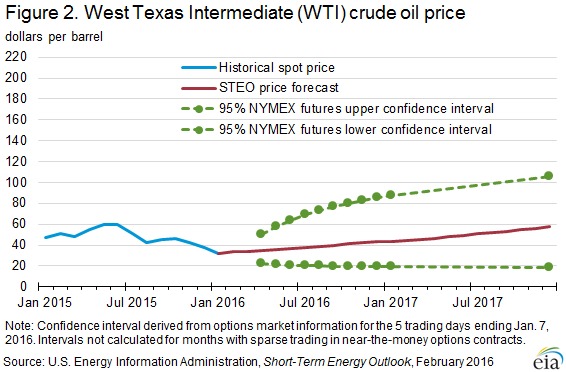 Figure 2. West Texas Intermediate (WTI) crude oil price
dollars per barrel
220
200
180
160
140
120
100
80
60
40
20
0
Historical spot price
STEO price forecast
95% NYMEX futures upper confidence interval
95% NYMEX futures lower confidence interval
Jan 2015
Jul 2015
Jan 2016
Jul 2016
Jan 2017
Jul 2017
Note: Confidence interval derived from options market information for the 5 trading days ending Jan. 7,
2016. Intervals not calculated for months with sparse trading in near-the-money options contracts.
Source: U.S. Energy Information Administration, Short-Term Energy Outlook, February 2016
eia